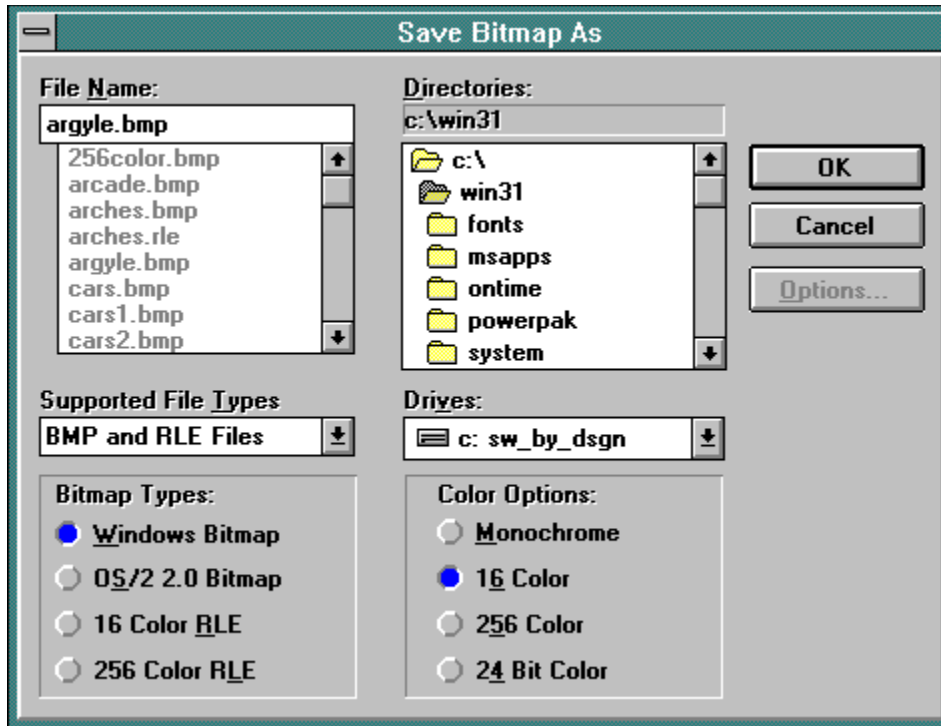 Save Bitmap As
File Name:
argyle.bmp
256color.bmp
arcade.bmp
arches.bmp
arches.rle
argyle.bmp
cars.bmp
cars1.bmp
cars2.bmp
Supported File Types
BMP and RLE Files
Directories:
c:\win31
c:\
win31
fonts
msapps
ontime
powerpak
system
Drives:
c: sw_by_dsgn
OK
Cancel
Options...
Bitmap Types:
Windows Bitmap
OS/2 2.0 Bitmap
16 Color RLE
256 Color RLE
Color Options:
Monochrome
16 Color
256 Color
24 Bit Color